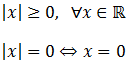 |x| ≥ 0, ∀x ∈ ℝ
|x| = 0 ⇔ x = 0